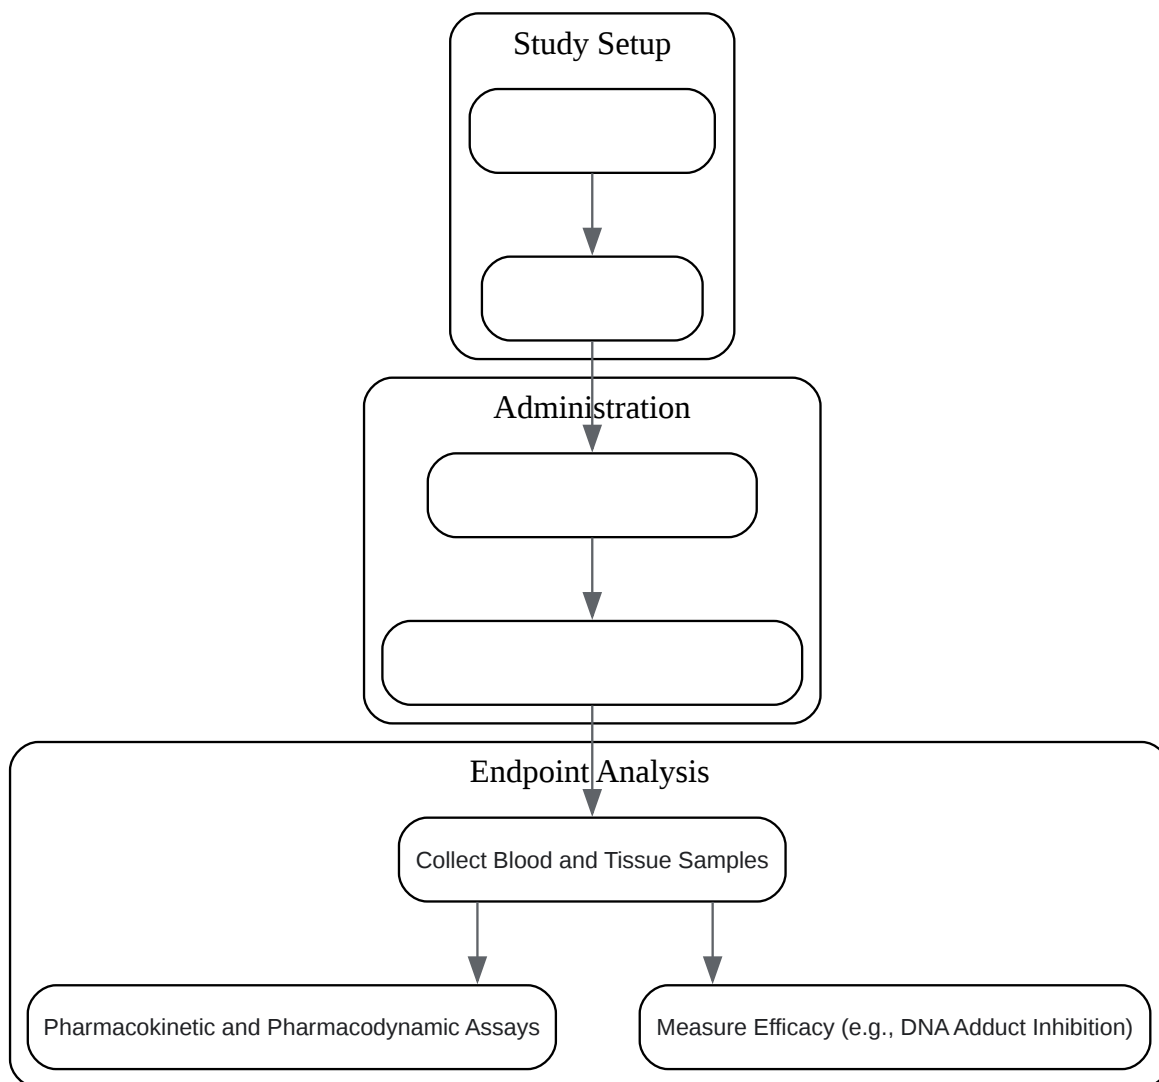 Study Setup
Administration
Endpoint Analysis
Collect Blood and Tissue Samples
Pharmacokinetic and Pharmacodynamic Assays
Measure Efficacy (e.g., DNA Adduct Inhibition)